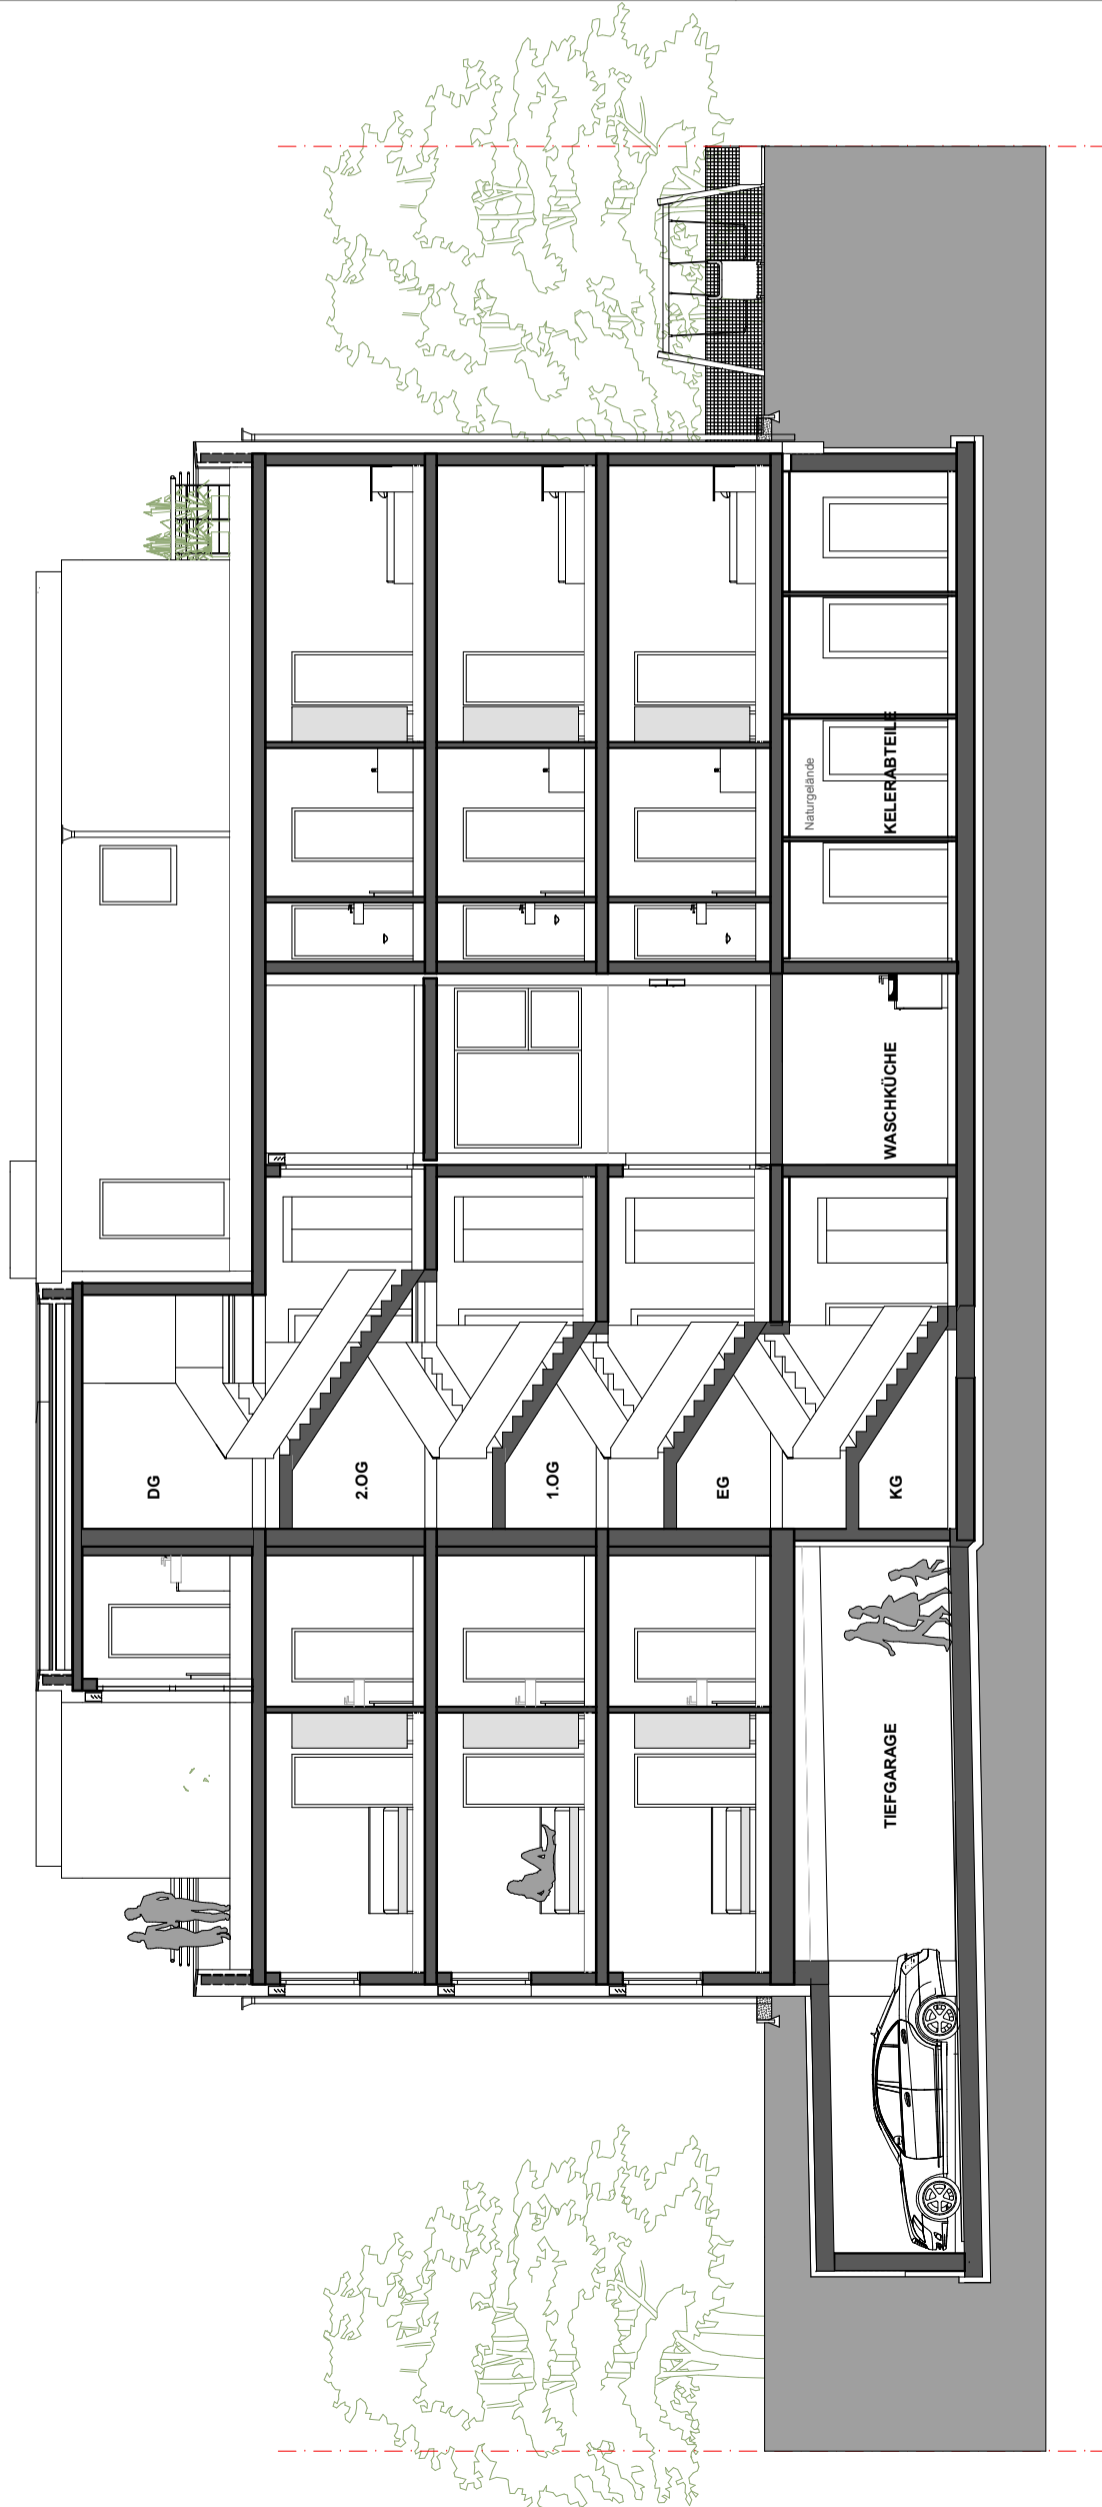 DG
2.OG
1.OG
EG
KG
TIEFGARAGE
WASCHKÜCHE
Naturgelände
KELERABTEILE